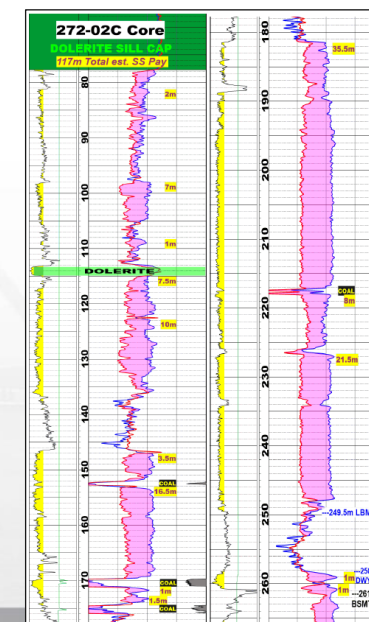 272-02C Core
DOLERITE SILL CAP
117m Total est. SS Pay
80
2m
90
7m
100
1m
110
DOLERITE
7.5m
120
10m
130
140
3.5m
150
COAL
16.5m
160
170
COAL
1m
1.5m
COAL
180
35.5m
190
200
210
COAL
8m
220
21.5m
230
240
250
---249.5m LBM
1m
260
1m